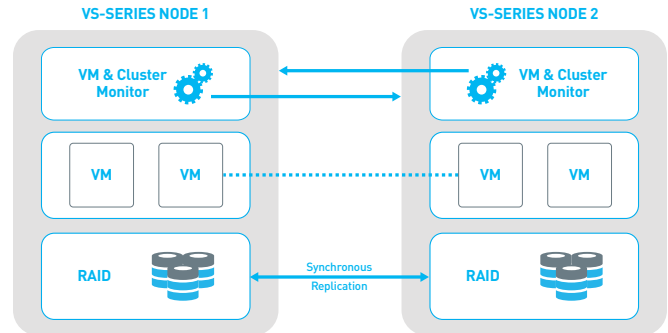 VS-SERIES NODE 1
VS-SERIES NODE 2
VM & Cluster
Monitor
VM & Cluster
Monitor
VM
VM
VM
VM
RAID
Synchronous
Replication
RAID